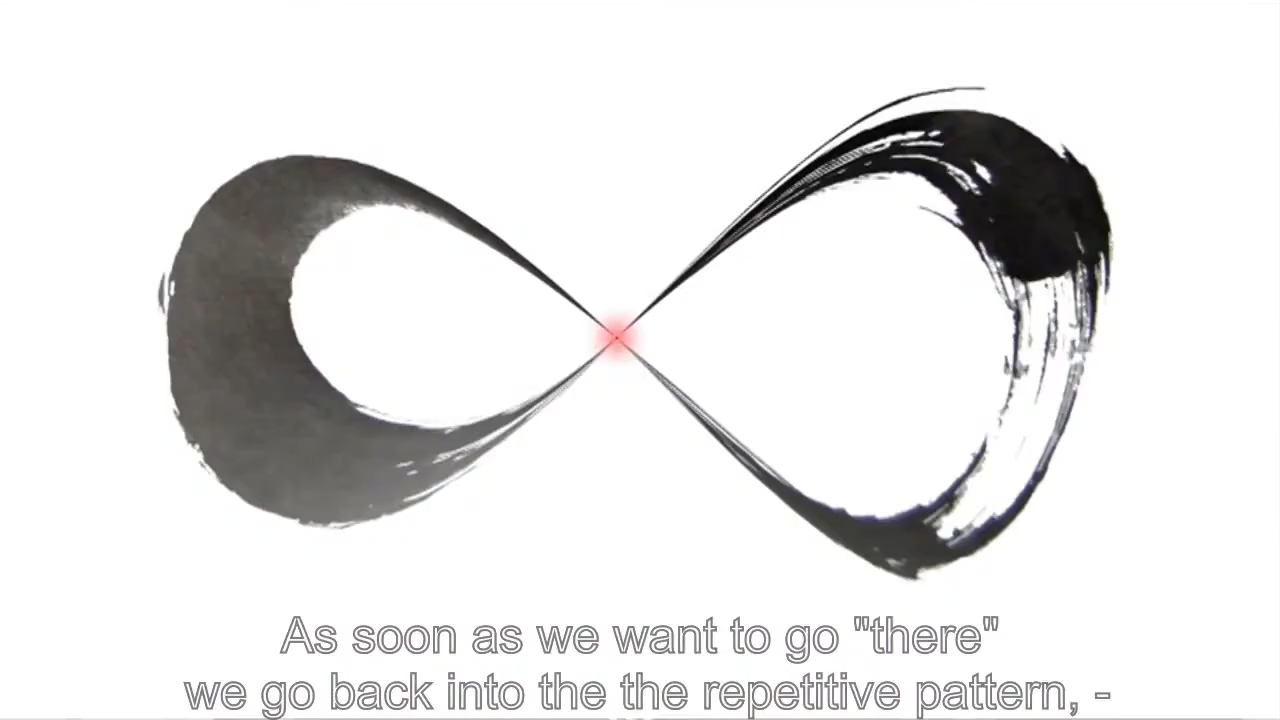 As soon as we want to go "there"
we go back into the the repetitive pattern, -